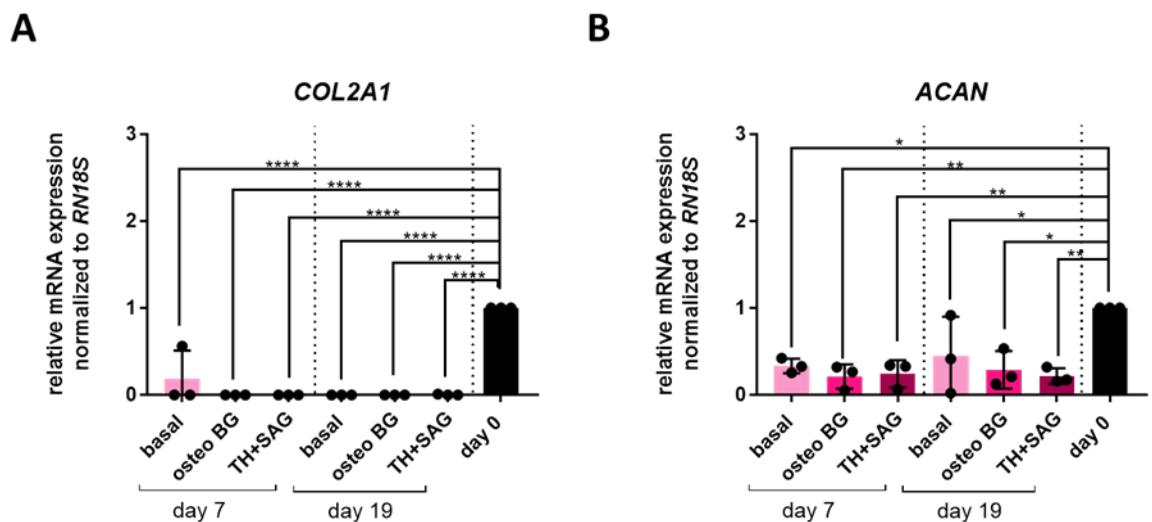 A
COL2A1
relative mRNA expression
normalized to RN18S
3
2
1
0
****
****
****
****
****
****
basal
osteo BG
TH+SAG
basal
osteo BG
TH+SAG
day 0
day 7
day 19
B
ACAN
relative mRNA expression
normalized to RN18S
3
2
1
0
*
**
**
*
*
**
basal
osteo BG
TH+SAG
basal
osteo BG
TH+SAG
day 0
day 7
day 19